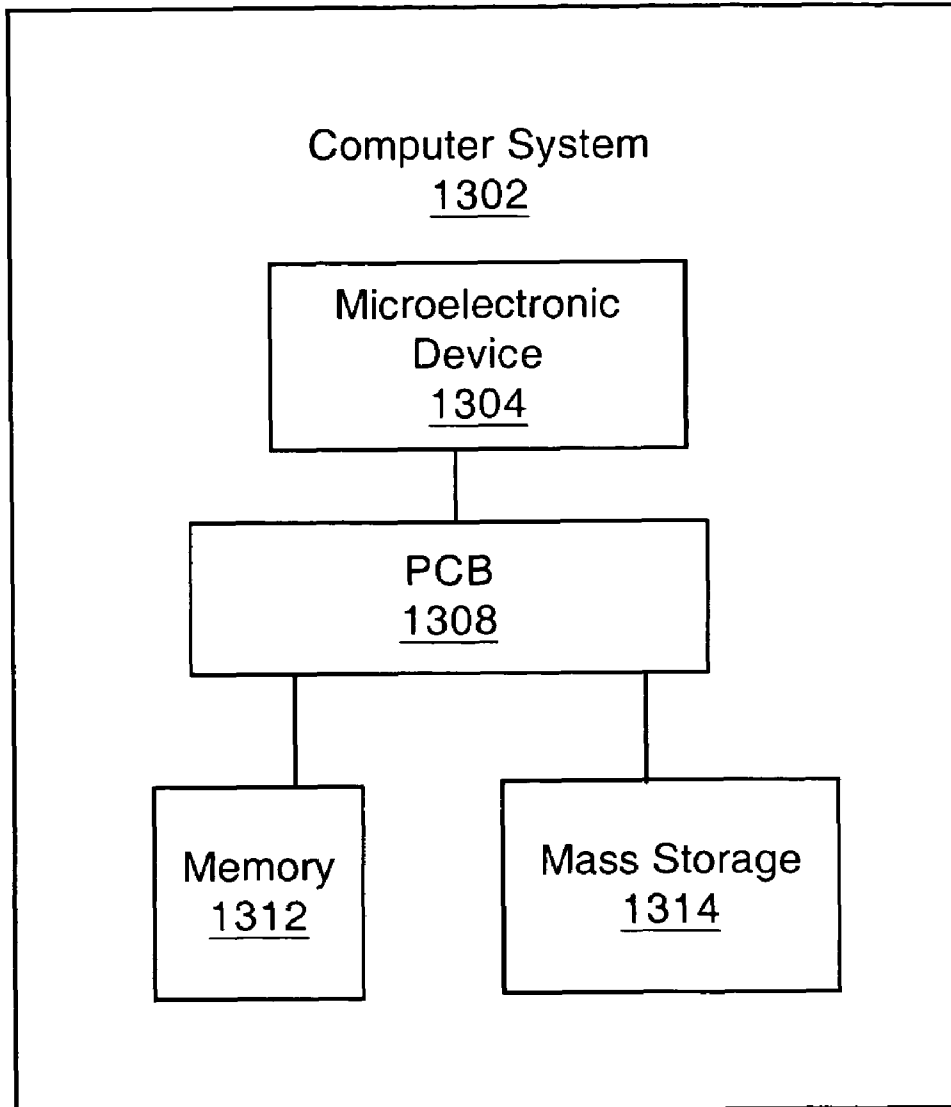 Computer System
1302
Microelectronic
Device
1304
PCB
1308
Memory
1312
Mass Storage
1314